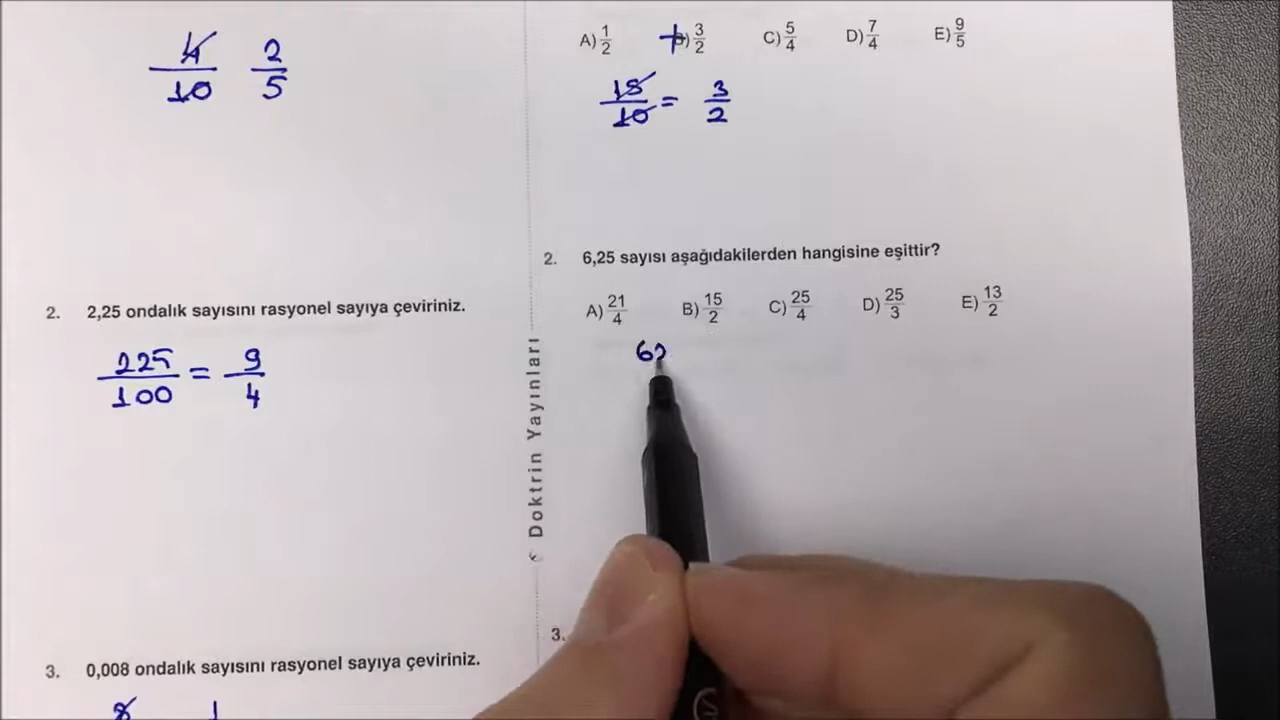 4/10 2/5
2. 2,25 ondalık sayısını rasyonel sayıya çeviriniz.
225/100 = 9/4
3. 0,008 ondalık sayısını rasyonel sayıya çeviriniz.
8 1
Doktrin Yayınları
A) 1/2 B) 3/2 C) 5/4 D) 7/4 E) 9/5
15/10 = 3/2
2. 6,25 sayısı aşağıdakilerden hangisine eşittir?
A) 21/4 B) 15/2 C) 25/4 D) 25/3 E) 13/2
62
3.